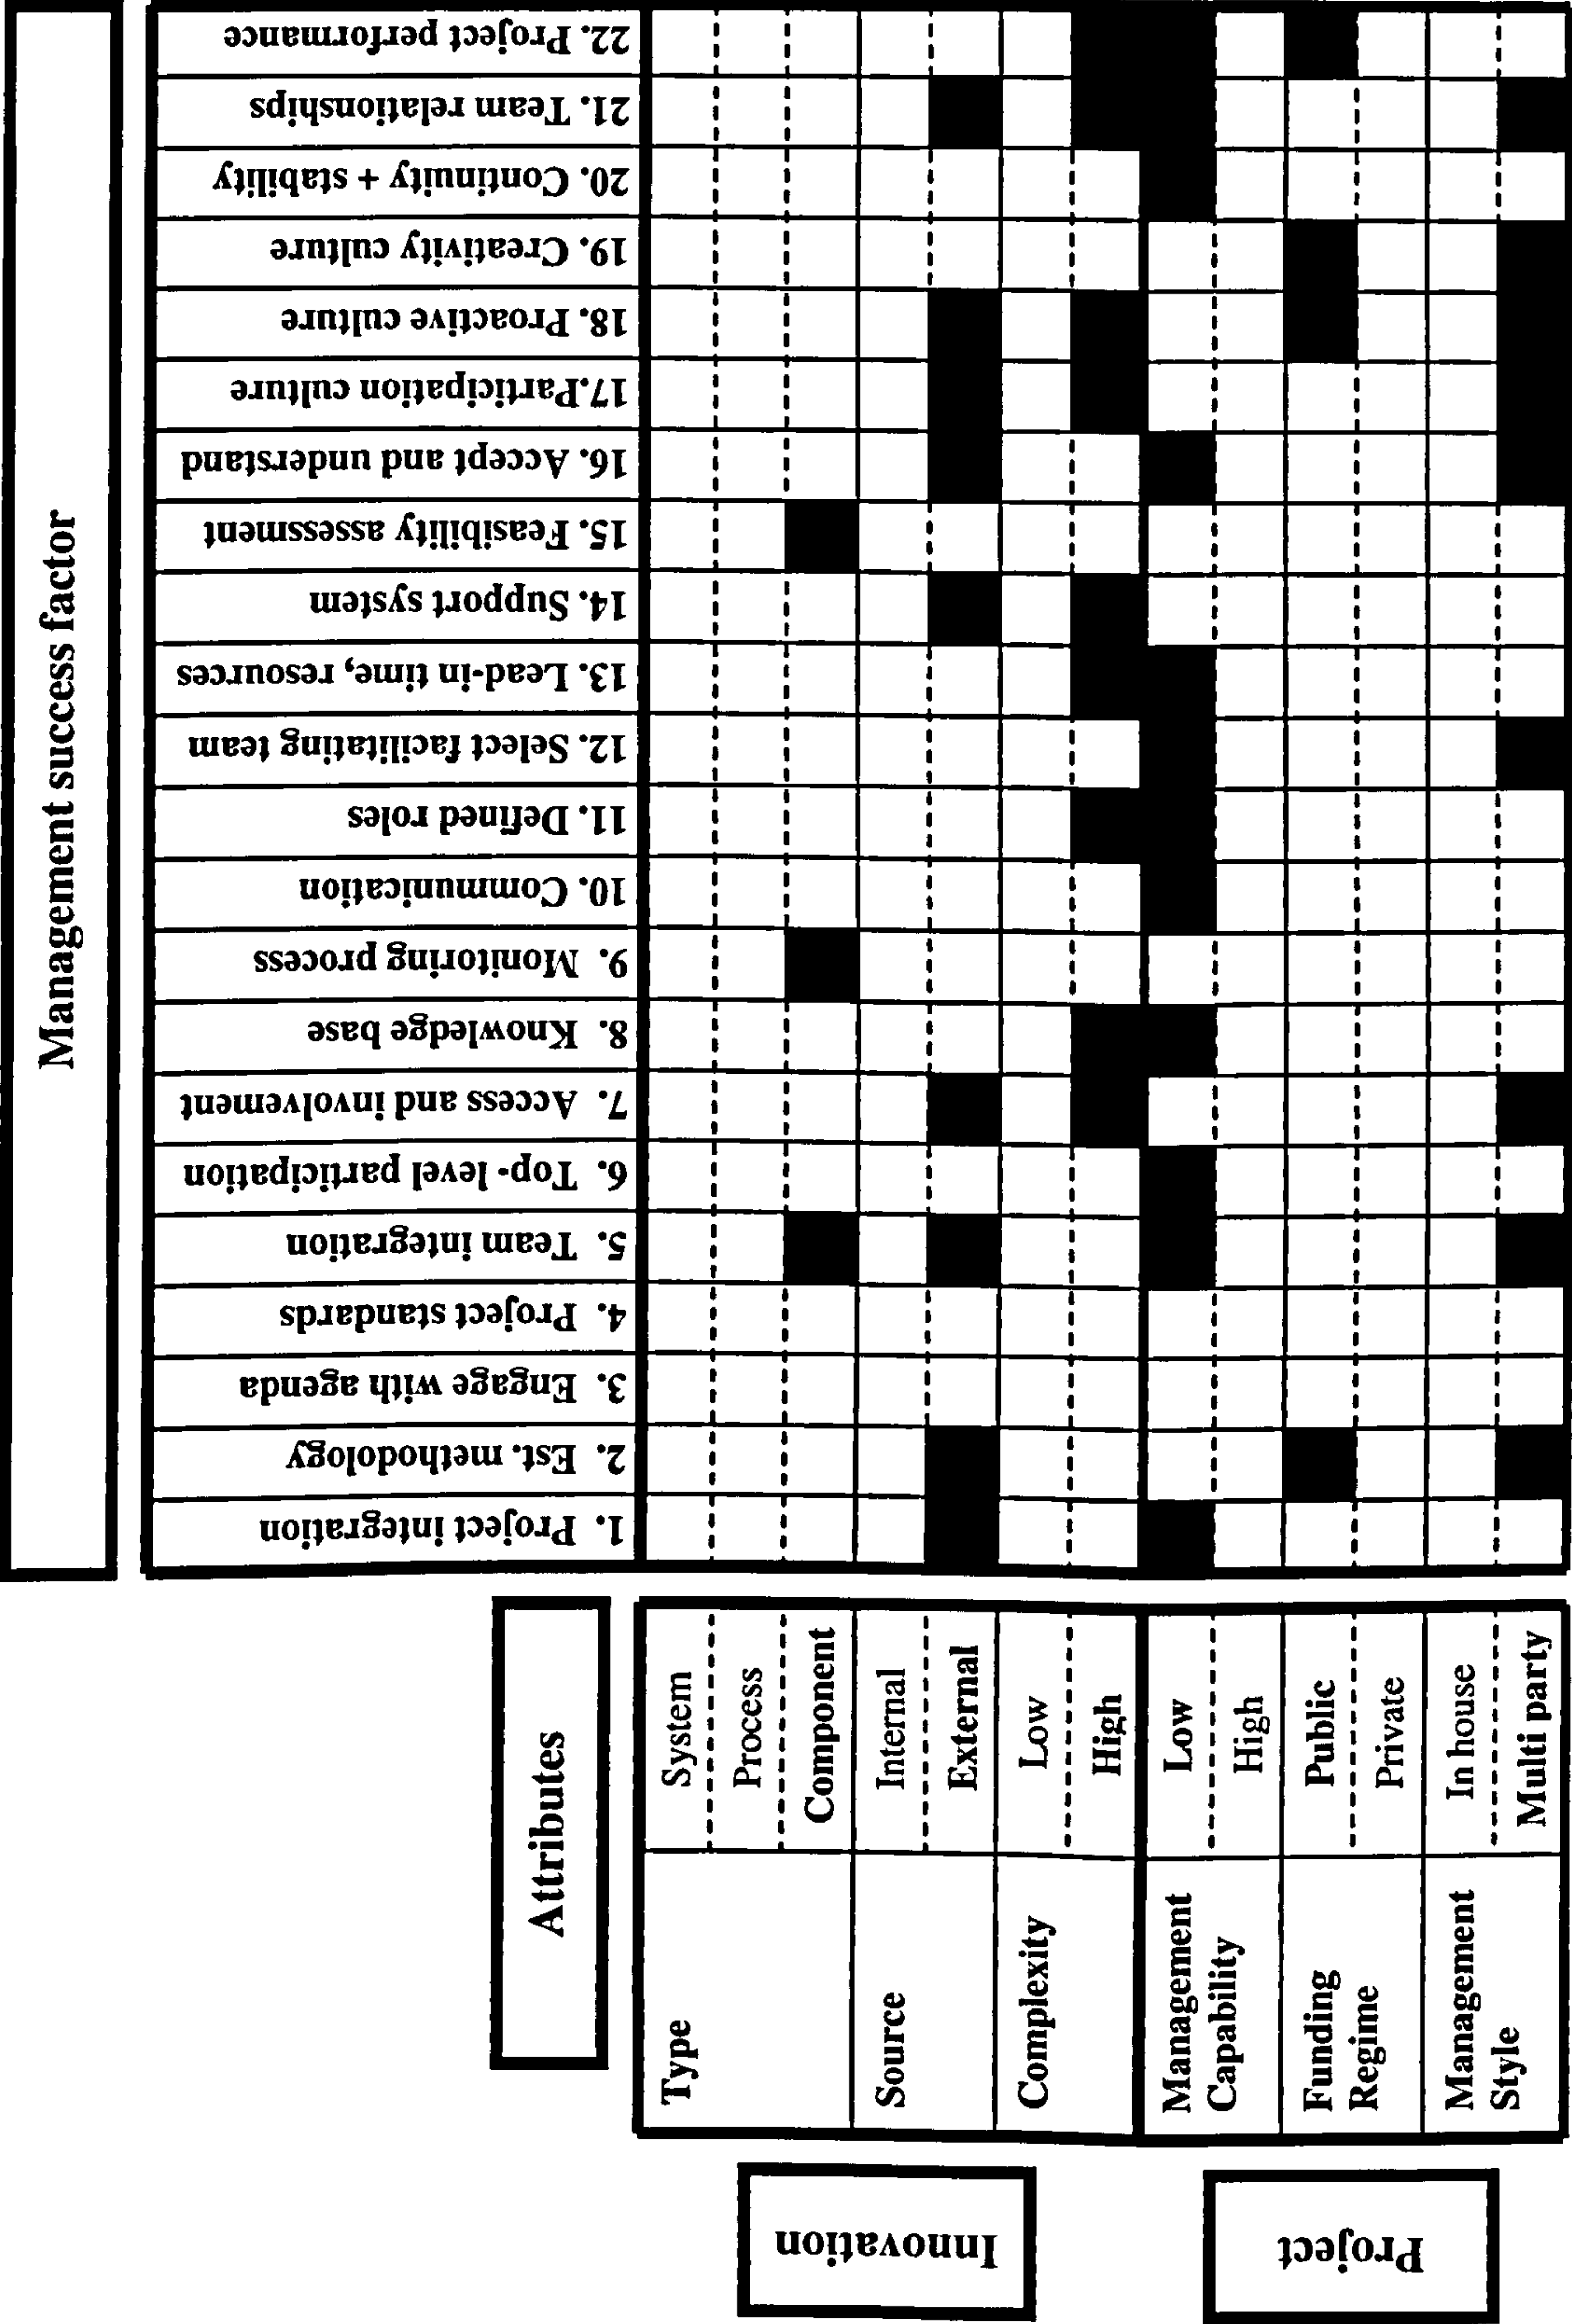 Management success factor
1. Project integration
2. Est. methodology
3. Engage with agenda
4. Project standards
5. Team integration
6. Top- level participation
7. Access and involvement
8. Knowledge base
9. Monitoring process
10. Communication
11. Defined roles
12. Select facilitating team
13. Lead-in time, resources
14. Support system
15. Feasibility assessment
16. Accept and understand
17.Participation culture
18. Proactive culture
19. Creativity culture
20. Continuity + stability
21. Team relationships
22. Project performance
Attributes
Innovation
Type
System
Process
Component
Source
Internal
External
Complexity
Low
High
Project
Management
Capability
Low
High
Funding
Regime
Public
Private
Management
Style
In house
Multi party